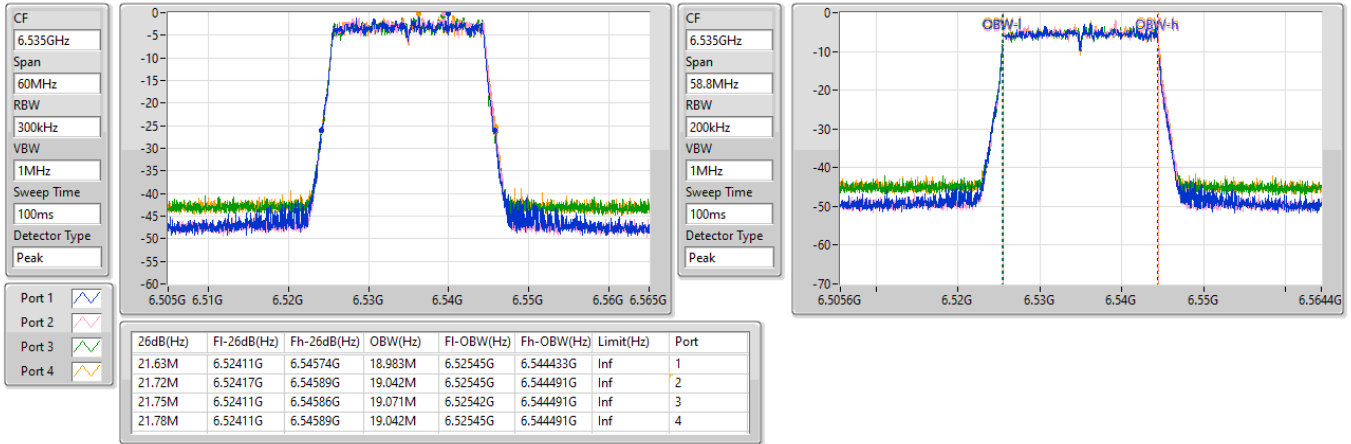 CF
6.535GHz
Span
60MHz
RBW
300kHz
VBW
1MHz
Sweep Time
100ms
Detector Type
Peak
0-
-5-
-10-
-15-
-20-
-25-
-30-
-35-
-40-
-45-
-50-
-55-
-60-
6.505G 6.51G 6.52G 6.53G 6.54G 6.55G 6.56G 6.565G
CF
6.535GHz
Span
58.8MHz
RBW
200kHz
VBW
1MHz
Sweep Time
100ms
Detector Type
Peak
OBW-l OBW-h
0-
-10-
-20-
-30-
-40-
-50-
-60-
-70-
6.5056G 6.52G 6.53G 6.54G 6.55G 6.5644G
Port 1
Port 2
Port 3
Port 4
26dB(Hz) Fl-26dB(Hz) Fh-26dB(Hz) OBW(Hz) Fl-OBW(Hz) Fh-OBW(Hz) Limit(Hz) Port
21.63M 6.52411G 6.54574G 18.983M 6.52545G 6.544433G Inf 1
21.72M 6.52417G 6.54589G 19.042M 6.52545G 6.544491G Inf 2
21.75M 6.52411G 6.54586G 19.071M 6.52542G 6.544491G Inf 3
21.78M 6.52411G 6.54589G 19.042M 6.52545G 6.544491G Inf 4